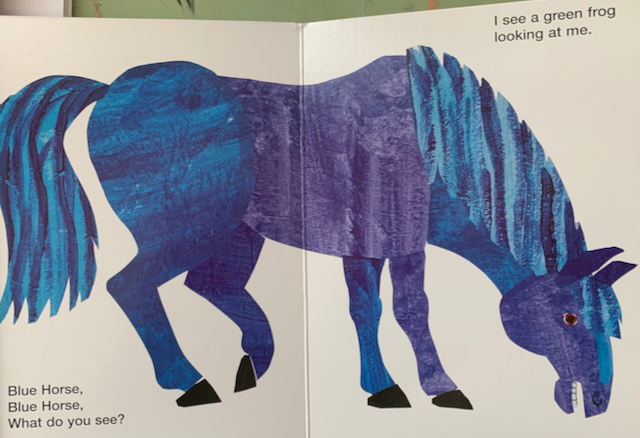 Blue Horse,
Blue Horse,
What do you see?
I see a green frog
looking at me.